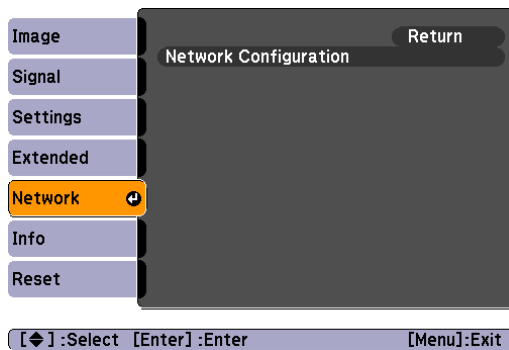 Image
Signal
Settings
Extended
Network
Info
Reset
Return
Network Configuration
[◆] :Select [Enter] :Enter [Menu]:Exit